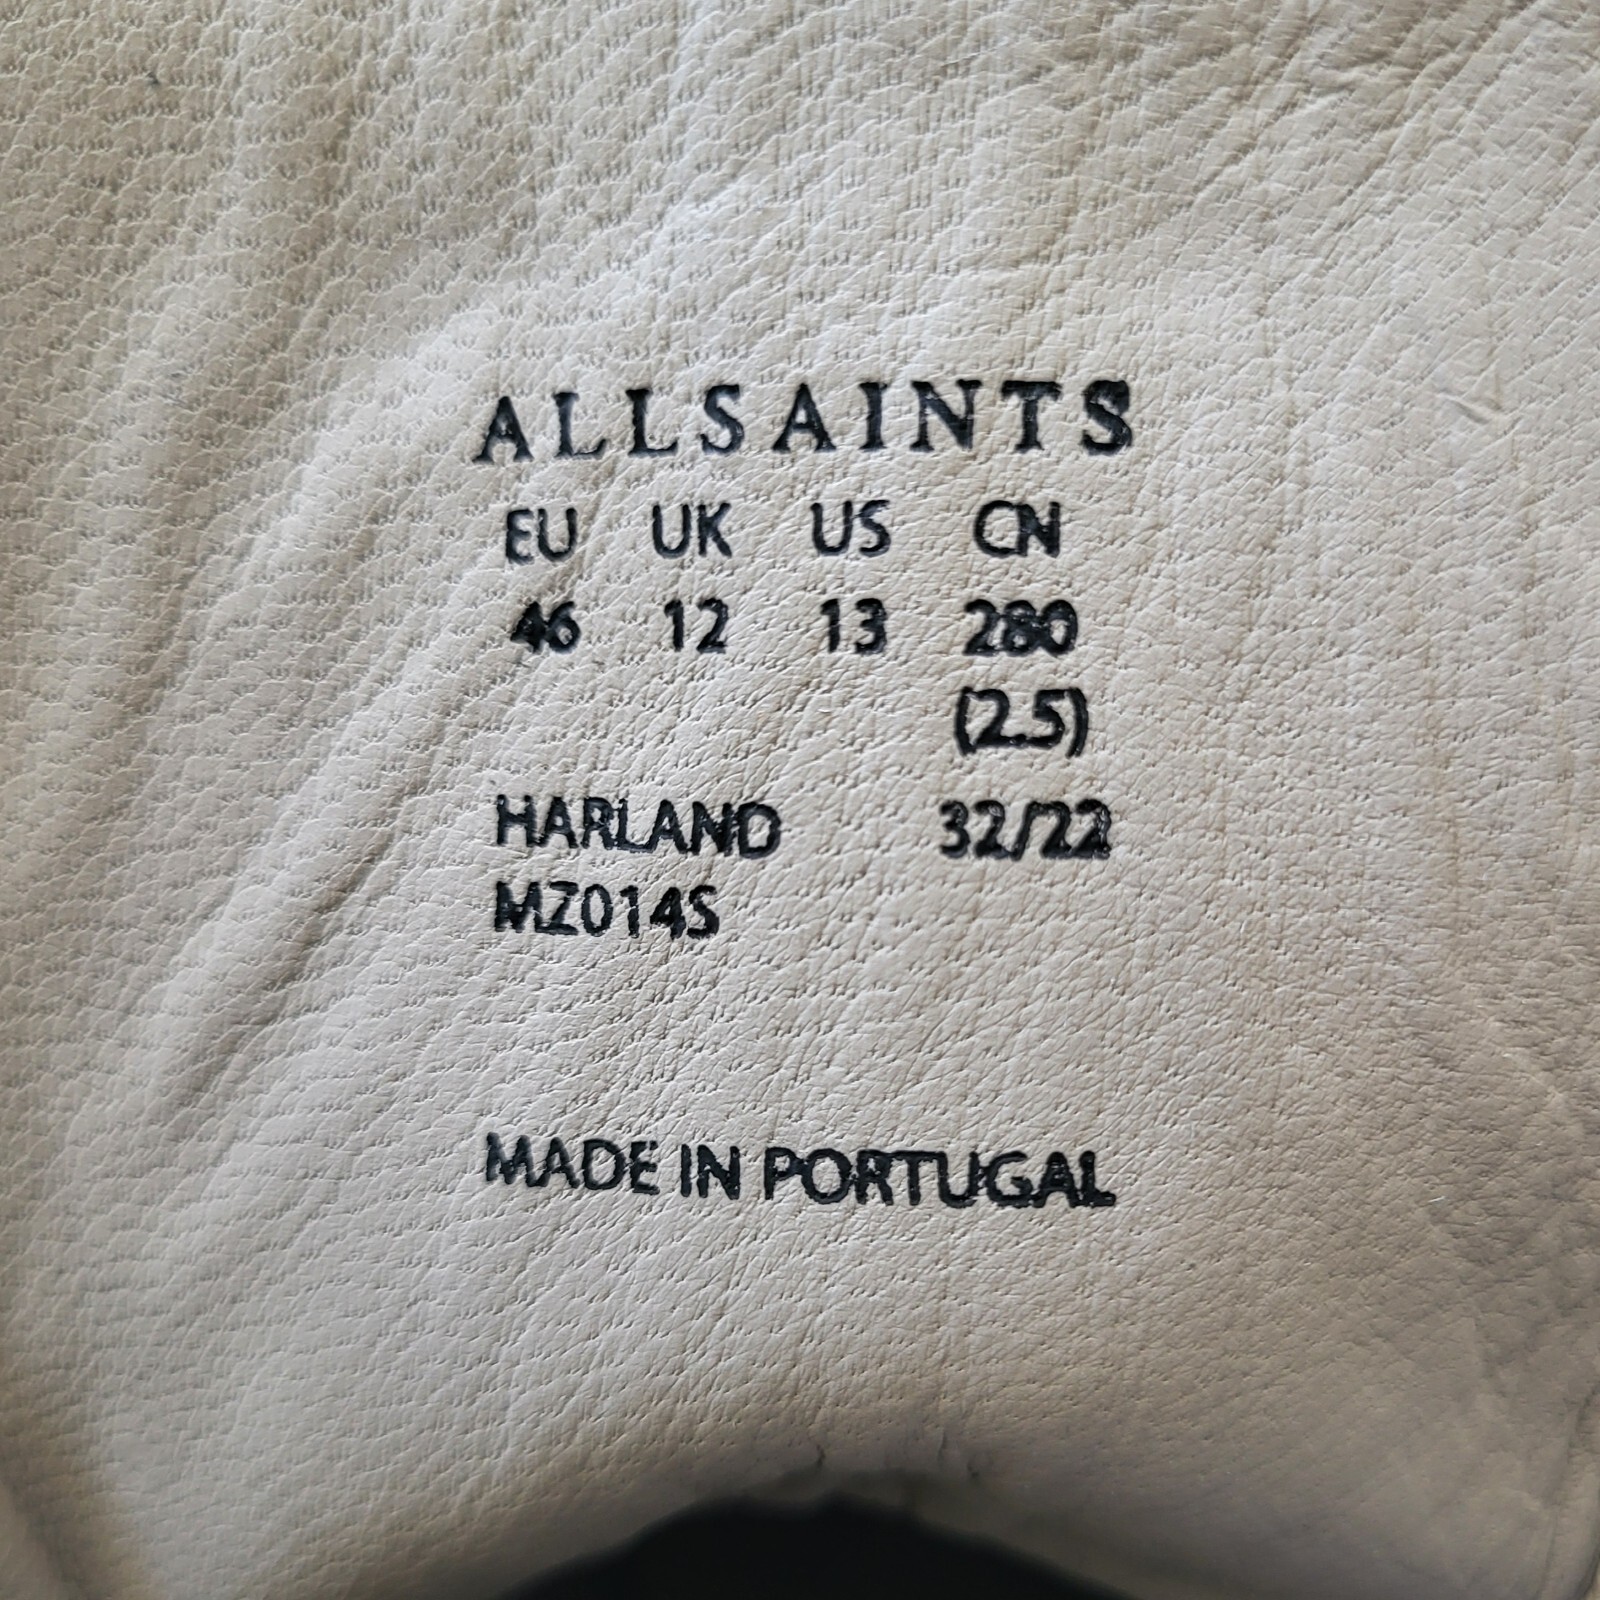 ALLSAINTS
EU UK US CN
46 12 13 280
(2.5)
HARLAND 32/22
MZ014S
MADE IN PORTUGAL